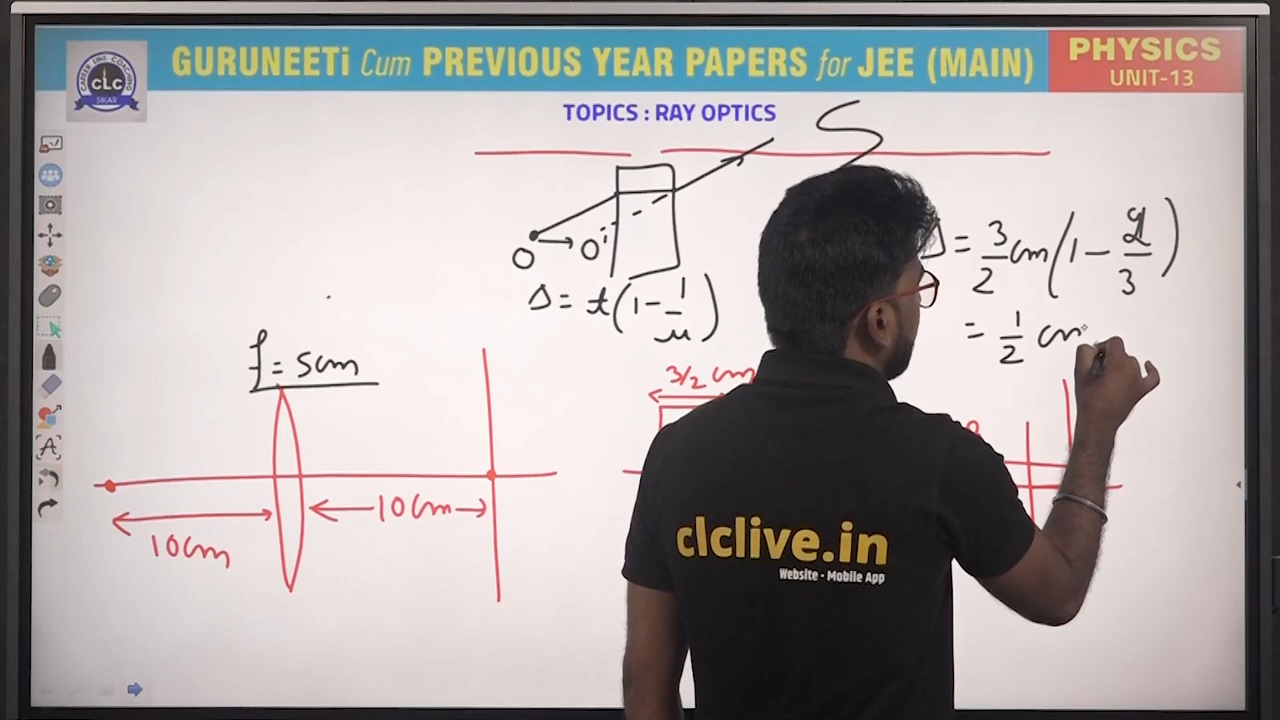 GURUNEETi Cum PREVIOUS YEAR PAPERS for JEE (MAIN)
PHYSICS
UNIT-13
CLC
SIKAR
TOPICS : RAY OPTICS
S
O → O'
Δ = t(1 - 1/μ)
Δ = 3/2 cm (1 - 2/3)
= 1/2 cm
f = 5cm
3/2 cm
10cm
10cm
clclive.in
Website - Mobile App